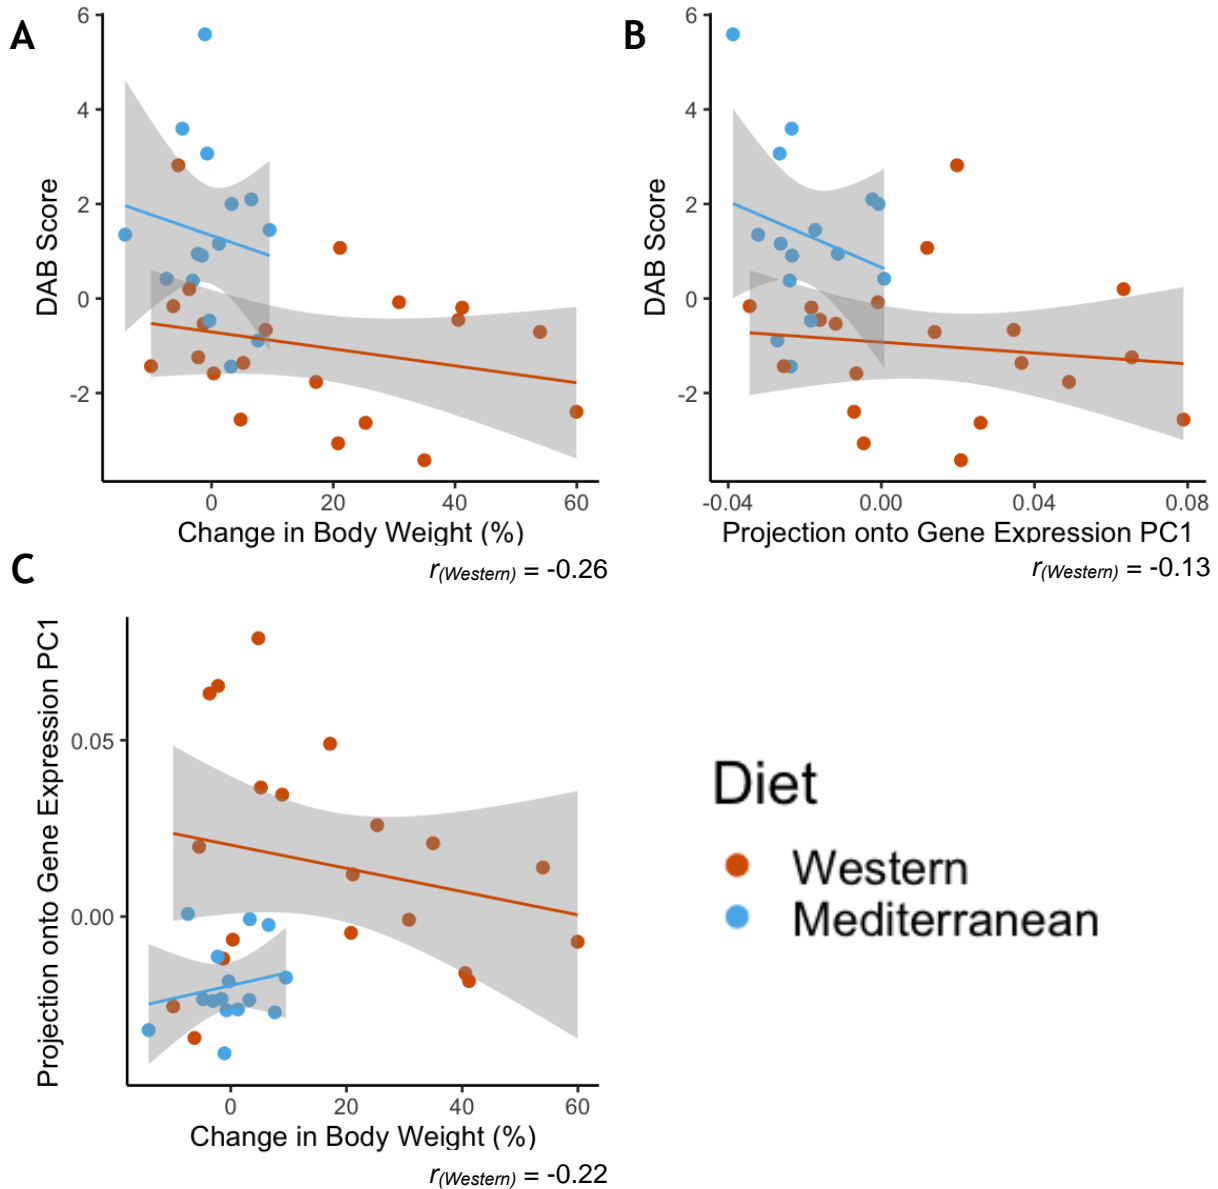 A
DAB Score
6
4
2
0
-2
0 20 40 60
Change in Body Weight (%)
r(Western) = -0.26
B
DAB Score
6
4
2
0
-2
-0.04 0.00 0.04 0.08
Projection onto Gene Expression PC1
r(Western) = -0.13
C
Projection onto Gene Expression PC1
0.05
0.00
0 20 40 60
Change in Body Weight (%)
r(Western) = -0.22
Diet
Western
Mediterranean